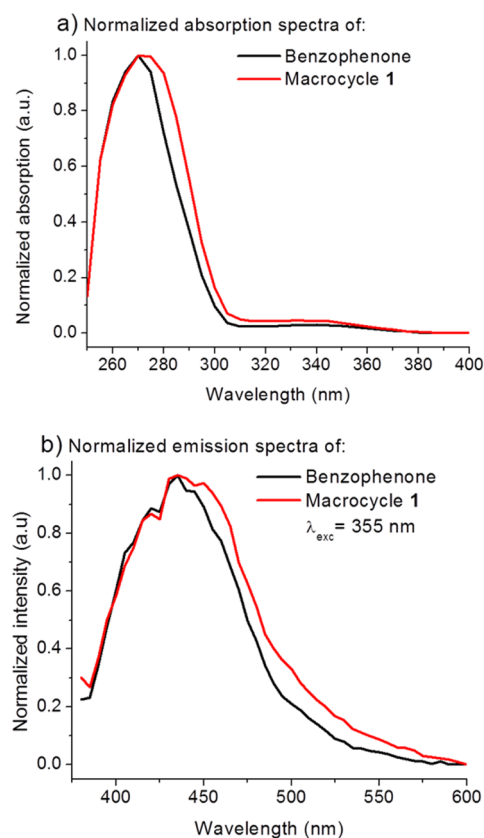 a) Normalized absorption spectra of:
Benzophenone
Macrocycle 1
Normalized absorption (a.u.)
1.0
0.8
0.6
0.4
0.2
0.0
260 280 300 320 340 360 380 400
Wavelength (nm)
b) Normalized emission spectra of:
Benzophenone
Macrocycle 1
λexc= 355 nm
Normalized intensity (a.u)
1.0
0.8
0.6
0.4
0.2
0.0
400 450 500 550 600
Wavelength (nm)